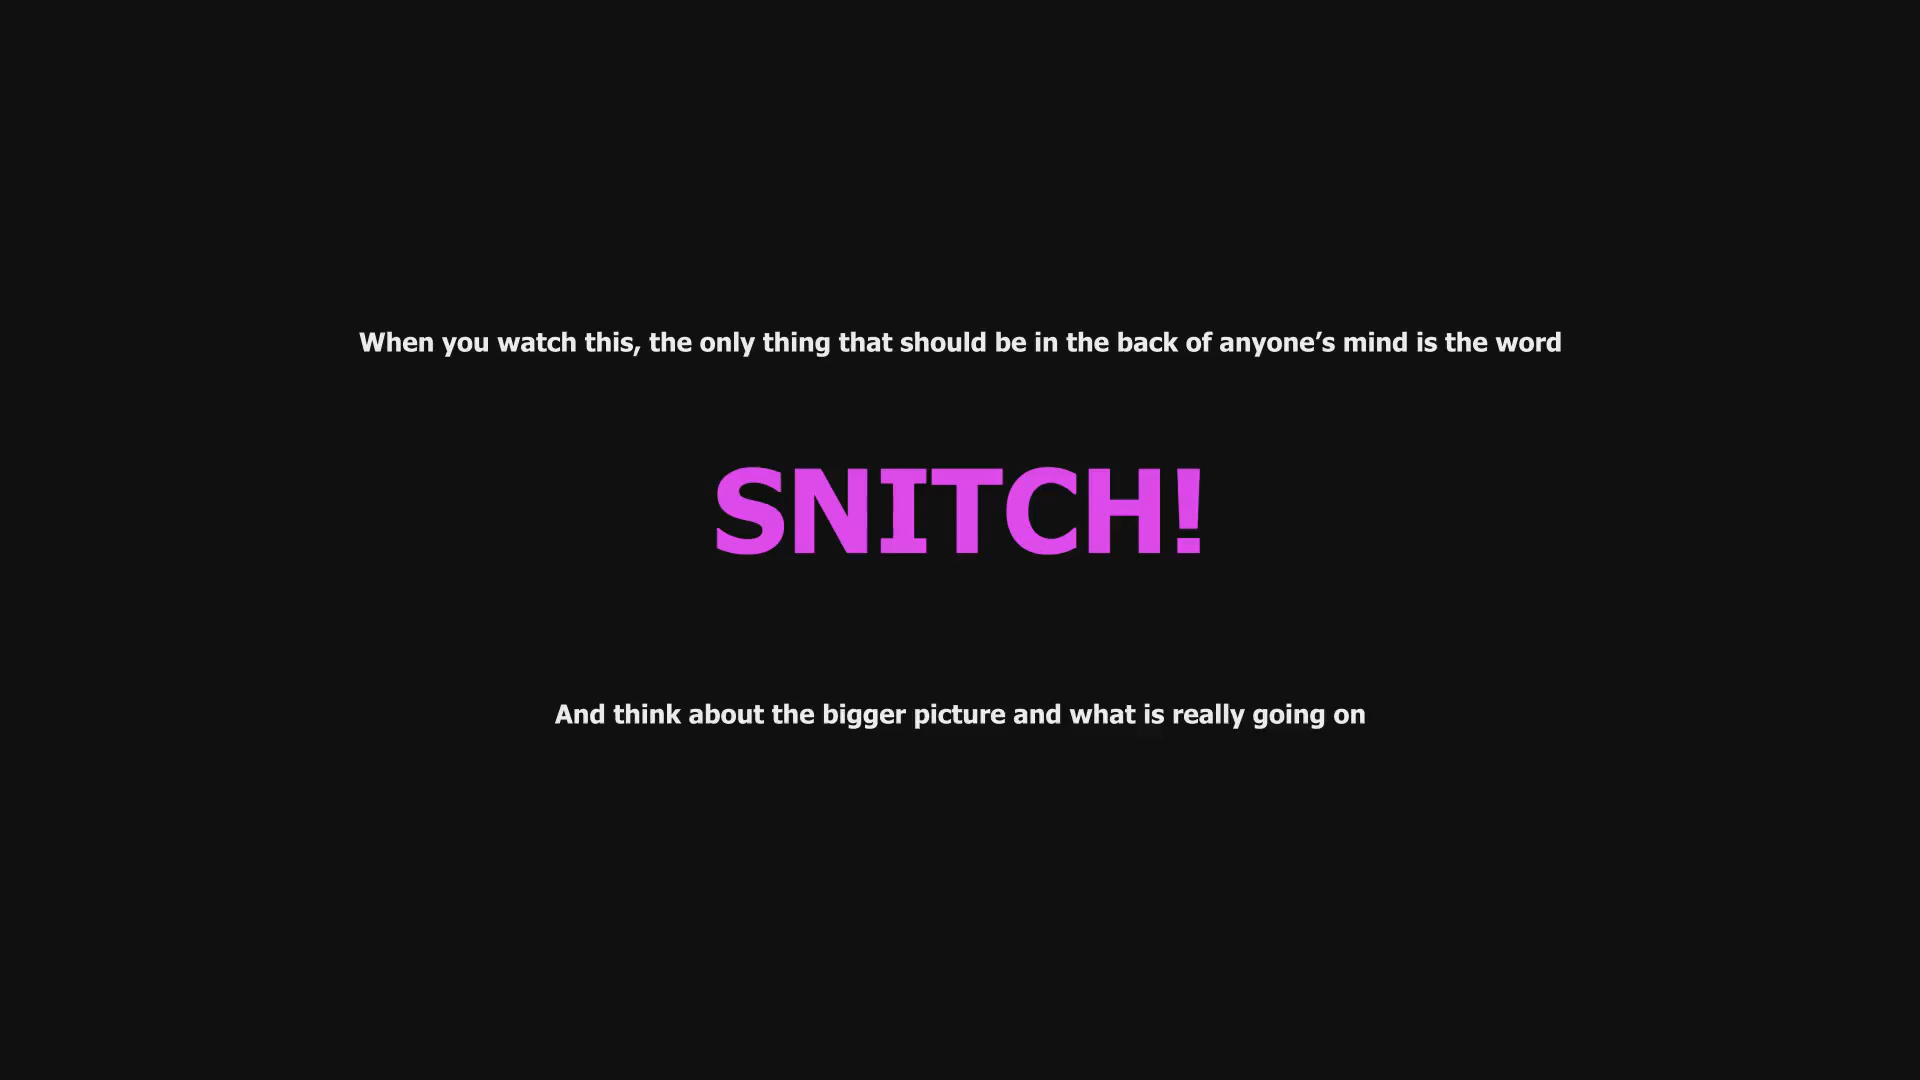 When you watch this, the only thing that should be in the back of anyone’s mind is the word
SNITCH!
And think about the bigger picture and what is really going on